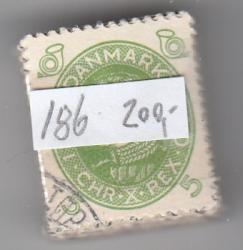 DANMARK
186 200,-
CHR·X·REX
5